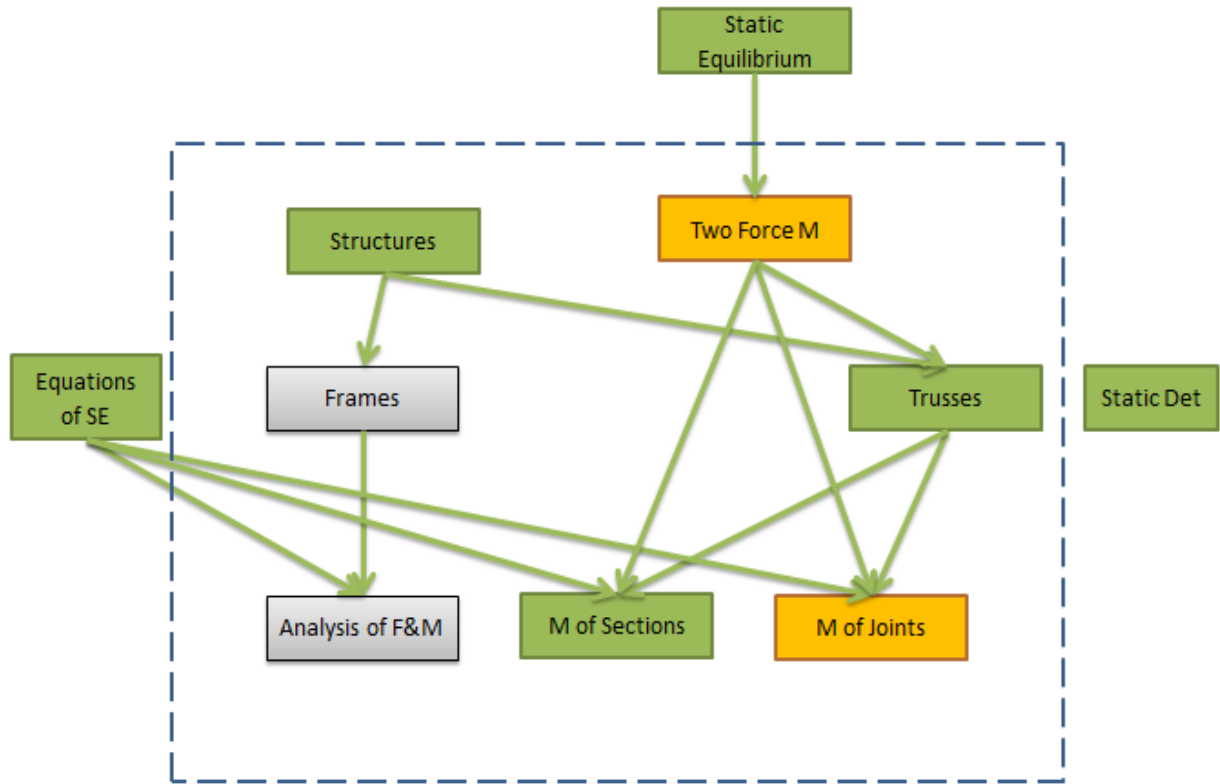 Static
Equilibrium
Two Force M
Structures
Equations
of SE
Frames
Trusses
Static Det
Analysis of F&M
M of Sections
M of Joints